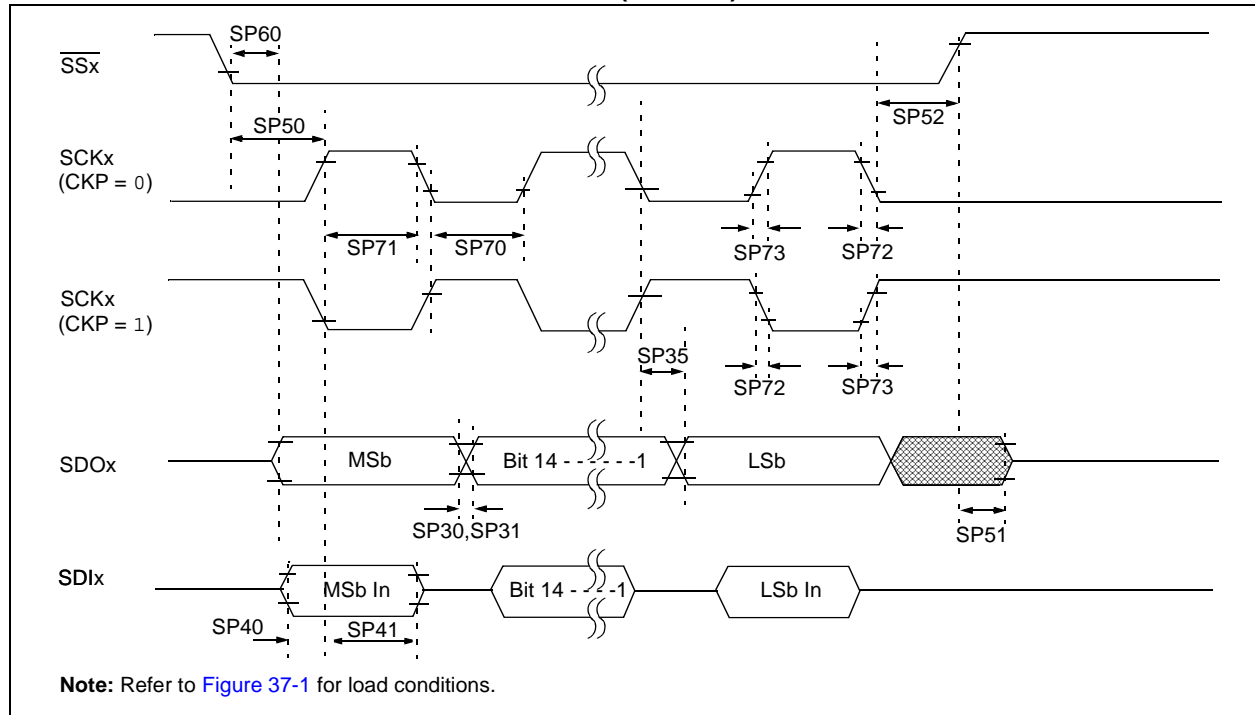 SP60
SSx
SP50
SP52
SCKx
(CKP = 0)
SP71
SP70
SP73
SP72
SCKx
(CKP = 1)
SP35
SP72
SP73
SDOx
MSb
Bit 14 - - - - - -1
LSb
SP30,SP31
SP51
SDIx
MSb In
Bit 14 - - - -1
LSb In
SP40
SP41
Note: Refer to Figure 37-1 for load conditions.